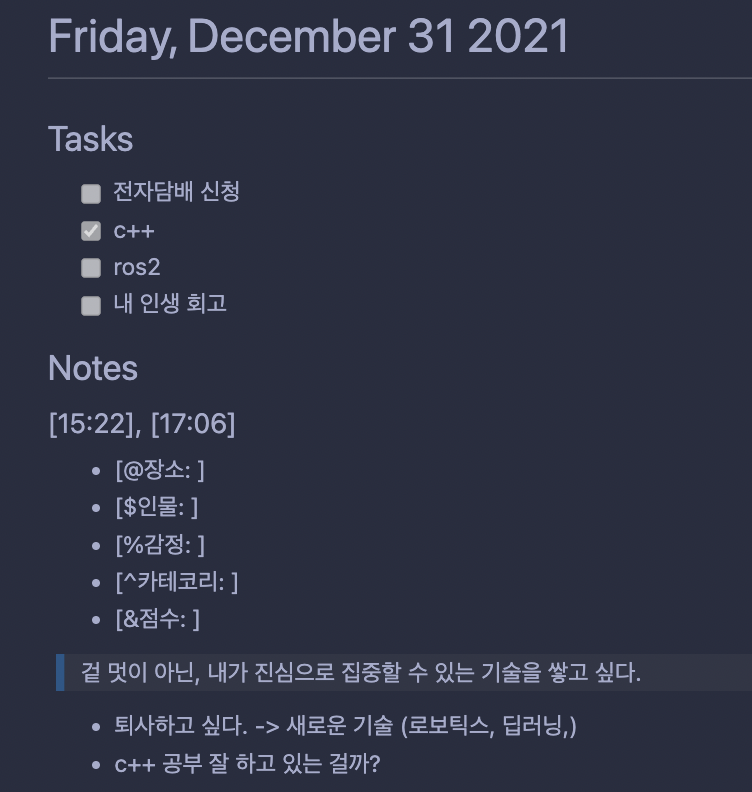 Friday, December 31 2021
Tasks
전자담배 신청
c++
ros2
내 인생 회고
Notes
[15:22], [17:06]
[@장소: ]
[$인물: ]
[%감정: ]
[^카테코리: ]
[&점수: ]
겉 멋이 아닌, 내가 진심으로 집중할 수 있는 기술을 쌓고 싶다.
퇴사하고 싶다. -> 새로운 기술 (로보틱스, 딥러닝,)
c++ 공부 잘 하고 있는 걸까?